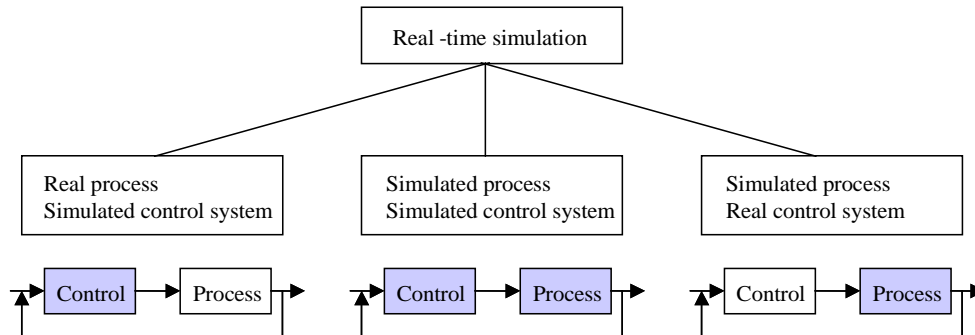 Real -time simulation
Real process
Simulated control system
Simulated process
Simulated control system
Simulated process
Real control system
Control
Process
Control
Process
Control
Process